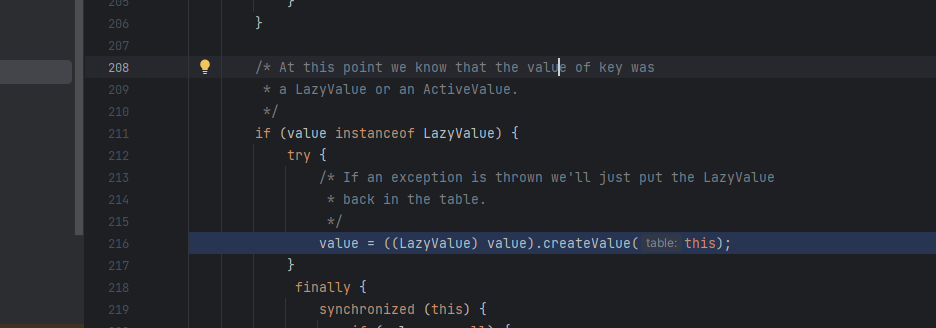 205 }
206 }
207
208 /* At this point we know that the value of key was
209 * a LazyValue or an ActiveValue.
210 */
211 if (value instanceof LazyValue) {
212 try {
213 /* If an exception is thrown we'll just put the LazyValue
214 * back in the table.
215 */
216 value = ((LazyValue) value).createValue( table: this);
217 }
218 finally {
219 synchronized (this) {